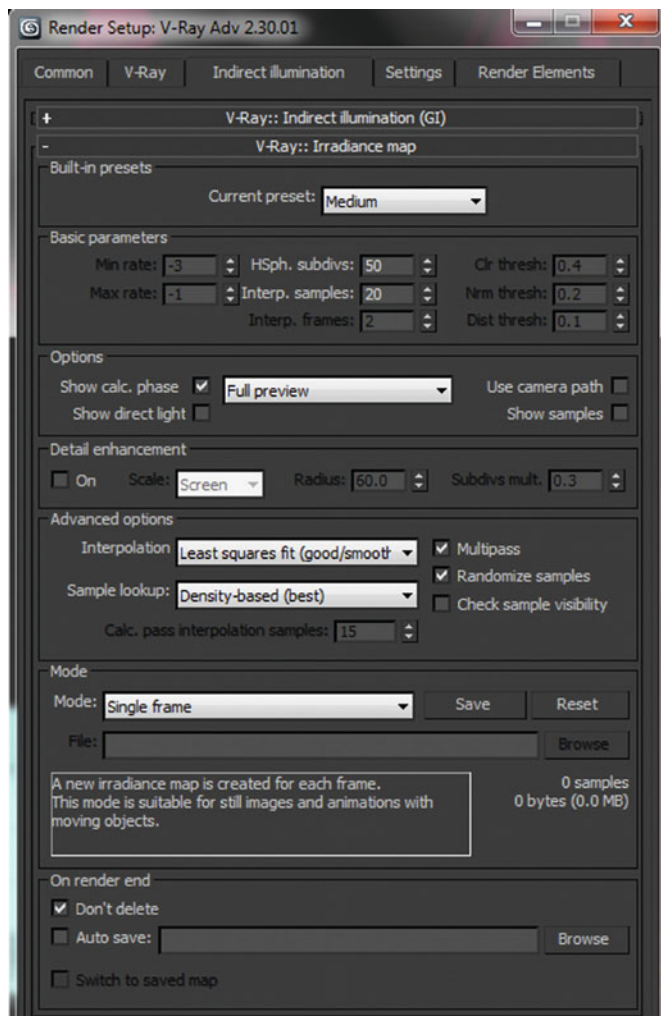 Render Setup: V-Ray Adv 2.30.01
Common V-Ray Indirect illumination Settings Render Elements
+ V-Ray:: Indirect illumination (GI)
- V-Ray:: Irradiance map
Built-in presets
Current preset: Medium
Basic parameters
Min rate: -3 HSph. subdivs: 50 Clr thresh: 0.4
Max rate: -1 Interp. samples: 20 Nrm thresh: 0.2
Interp. frames: 2 Dist thresh: 0.1
Options
Show calc. phase Full preview Use camera path
Show direct light Show samples
Detail enhancement
On Scale: Screen Radius: 60.0 Subdivs mult. 0.3
Advanced options
Interpolation Least squares fit (good/smooth Multipass
Randomize samples
Sample lookup: Density-based (best) Check sample visibility
Calc. pass interpolation samples: 15
Mode
Mode: Single frame Save Reset
File: Browse
A new irradiance map is created for each frame.
This mode is suitable for still images and animations with
moving objects.
0 samples
0 bytes (0.0 MB)
On render end
Don't delete
Auto save: Browse
Switch to saved map